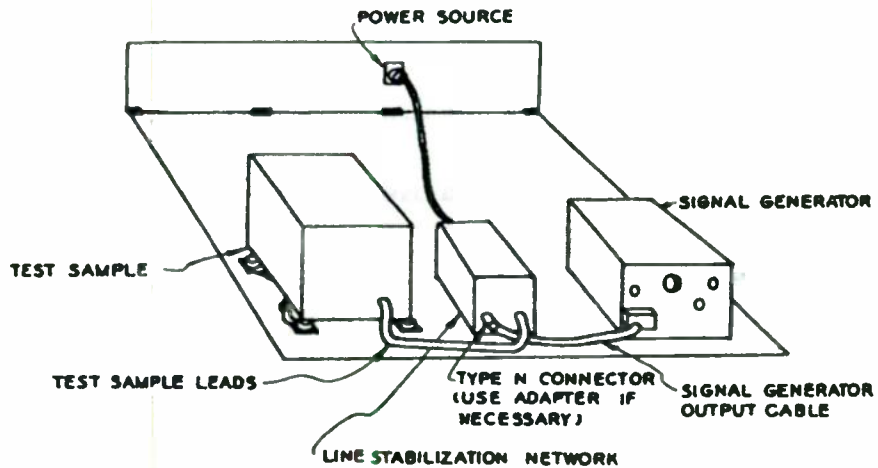 POWER SOURCE
SIGNAL GENERATOR
TEST SAMPLE
TEST SAMPLE LEADS
TYPE N CONNECTOR
(USE ADAPTER IF
NECESSARY)
SIGNAL GENERATOR
OUTPUT CABLE
LINE STABILIZATION NETWORK